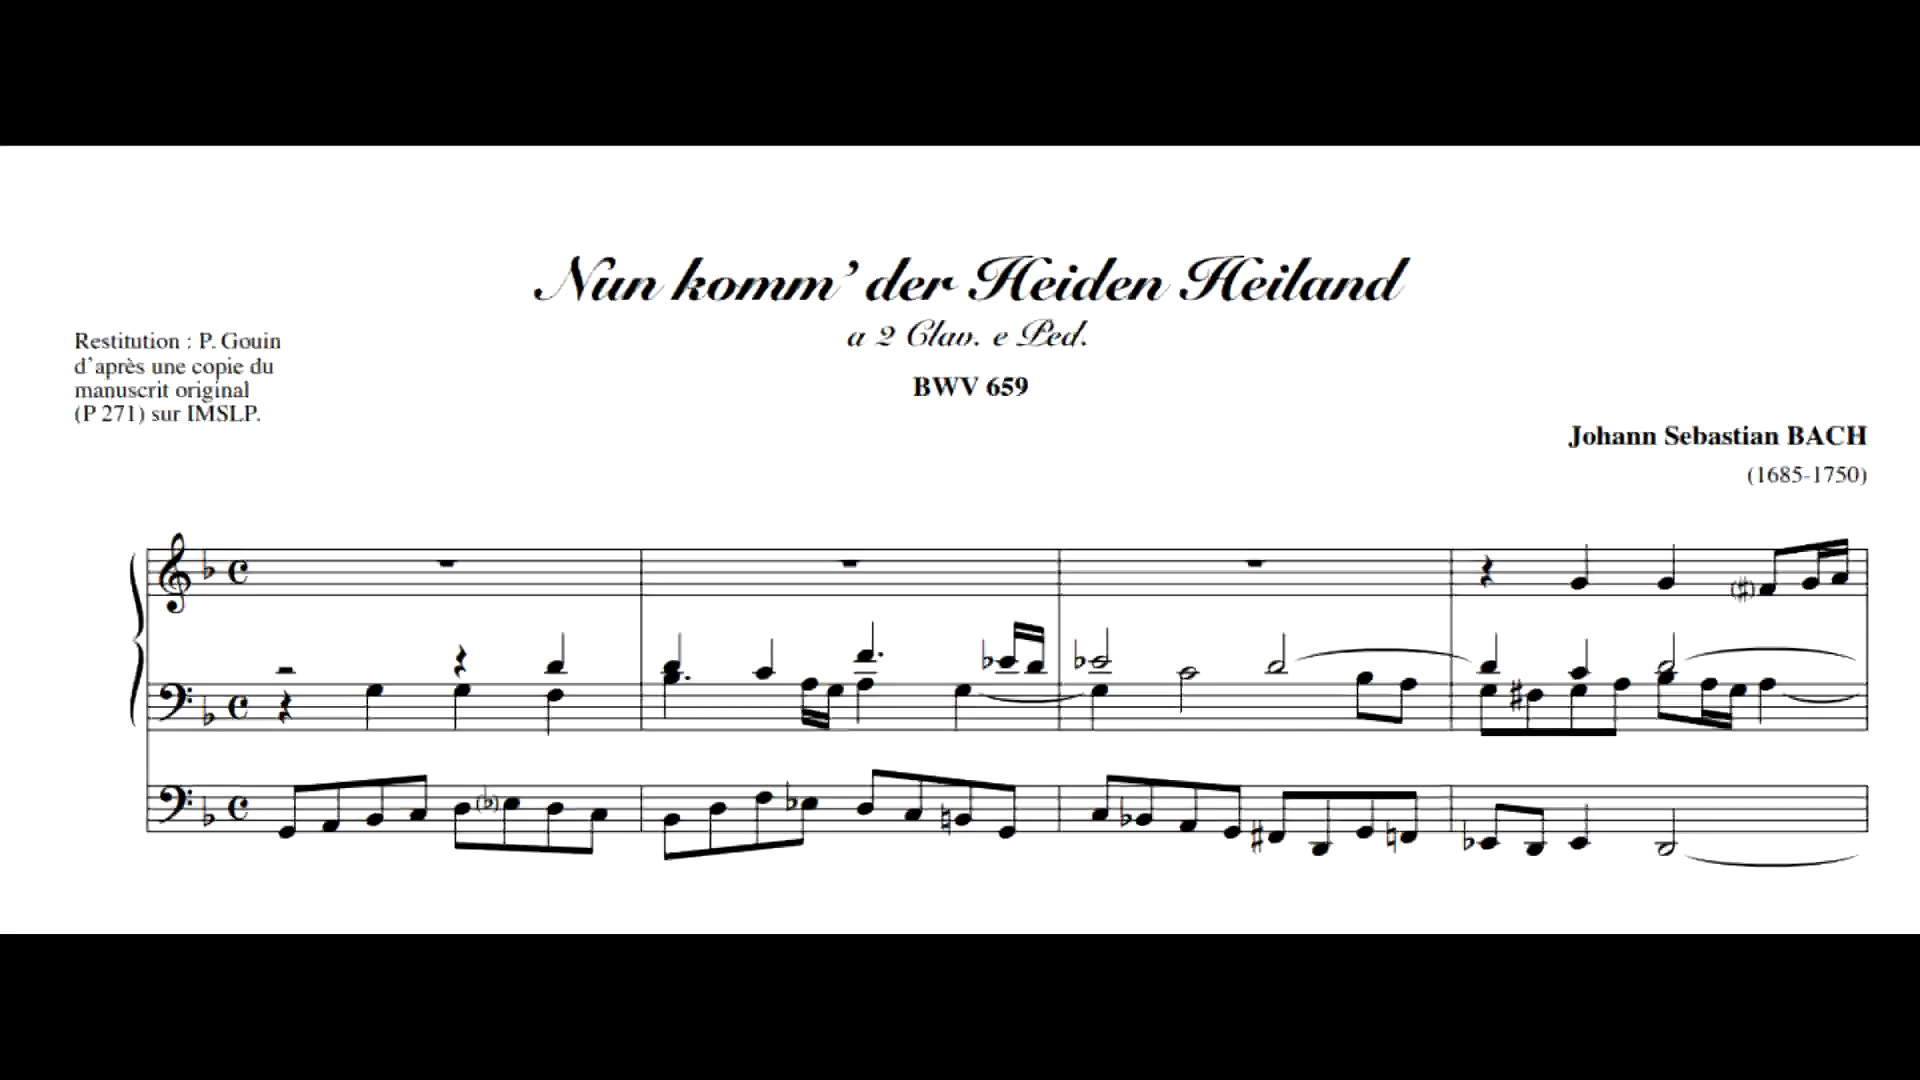 Nun komm' der Heiden Heiland
a 2 Clav. e Ped.
BWV 659
Restitution : P. Gouin
d'après une copie du
manuscrit original
(P 271) sur IMSLP.
Johann Sebastian BACH
(1685-1750)